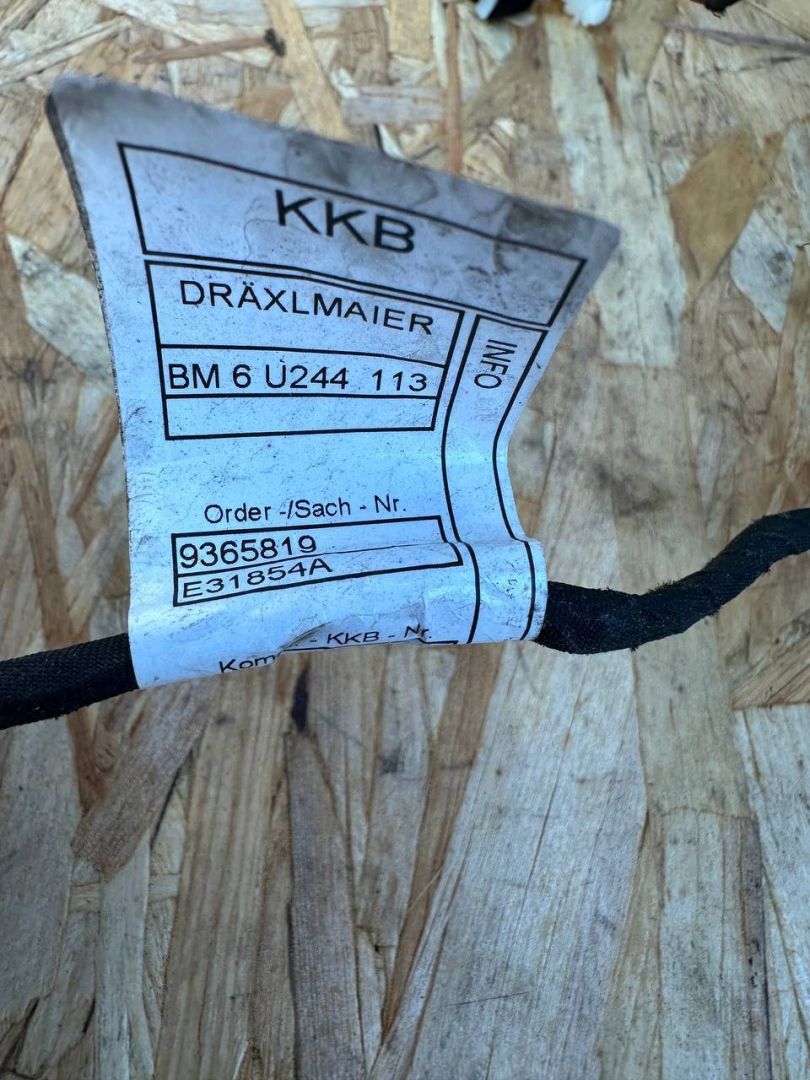 KKB
DRÄXLMAIER
INFO
BM 6 U244 113
Order -/Sach - Nr.
9365819
E31854A
- KKB - Nr.